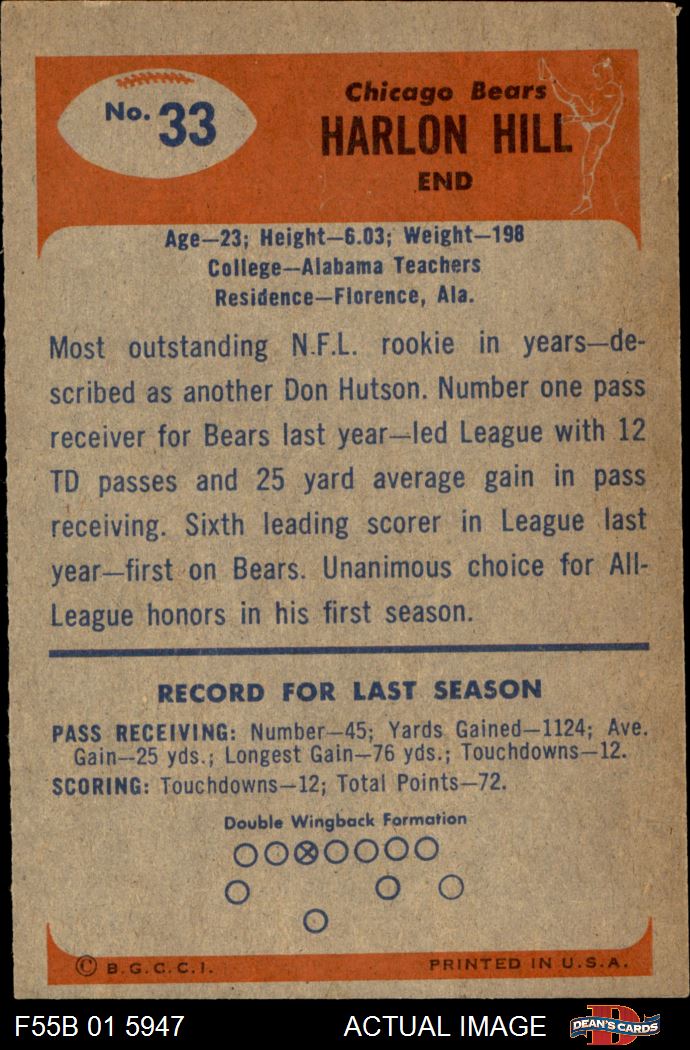 No. 33
Chicago Bears
HARLON HILL
END
Age—23; Height—6.03; Weight—198
College—Alabama Teachers
Residence—Florence, Ala.
Most outstanding N.F.L. rookie in years—de-
scribed as another Don Hutson. Number one pass
receiver for Bears last year—led League with 12
TD passes and 25 yard average gain in pass
receiving. Sixth leading scorer in League last
year—first on Bears. Unanimous choice for All-
League honors in his first season.
RECORD FOR LAST SEASON
PASS RECEIVING: Number—45; Yards Gained—1124; Ave.
Gain—25 yds.; Longest Gain—76 yds.; Touchdowns—12.
SCORING: Touchdowns—12; Total Points—72.
Double Wingback Formation
© B.G.C.C.I.
PRINTED IN U.S.A.
F55B 01 5947
ACTUAL IMAGE
D
DEAN'S CARDS